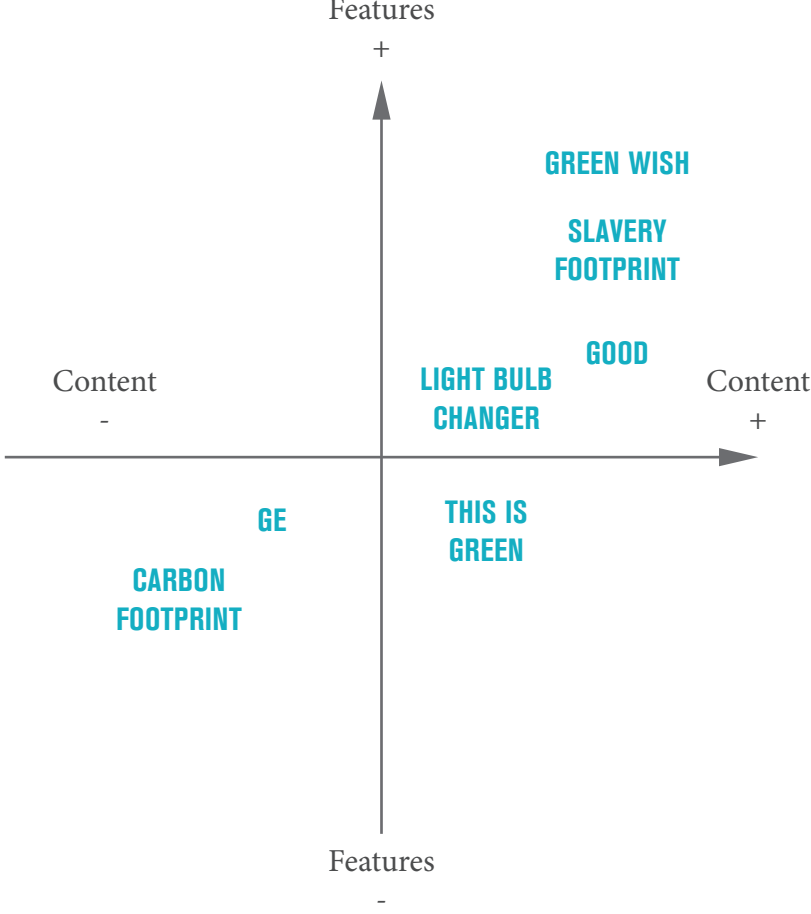 Features
+
GREEN WISH
SLAVERY
FOOTPRINT
GOOD
LIGHT BULB
CHANGER
Content
-
Content
+
GE
THIS IS
GREEN
CARBON
FOOTPRINT
Features
-